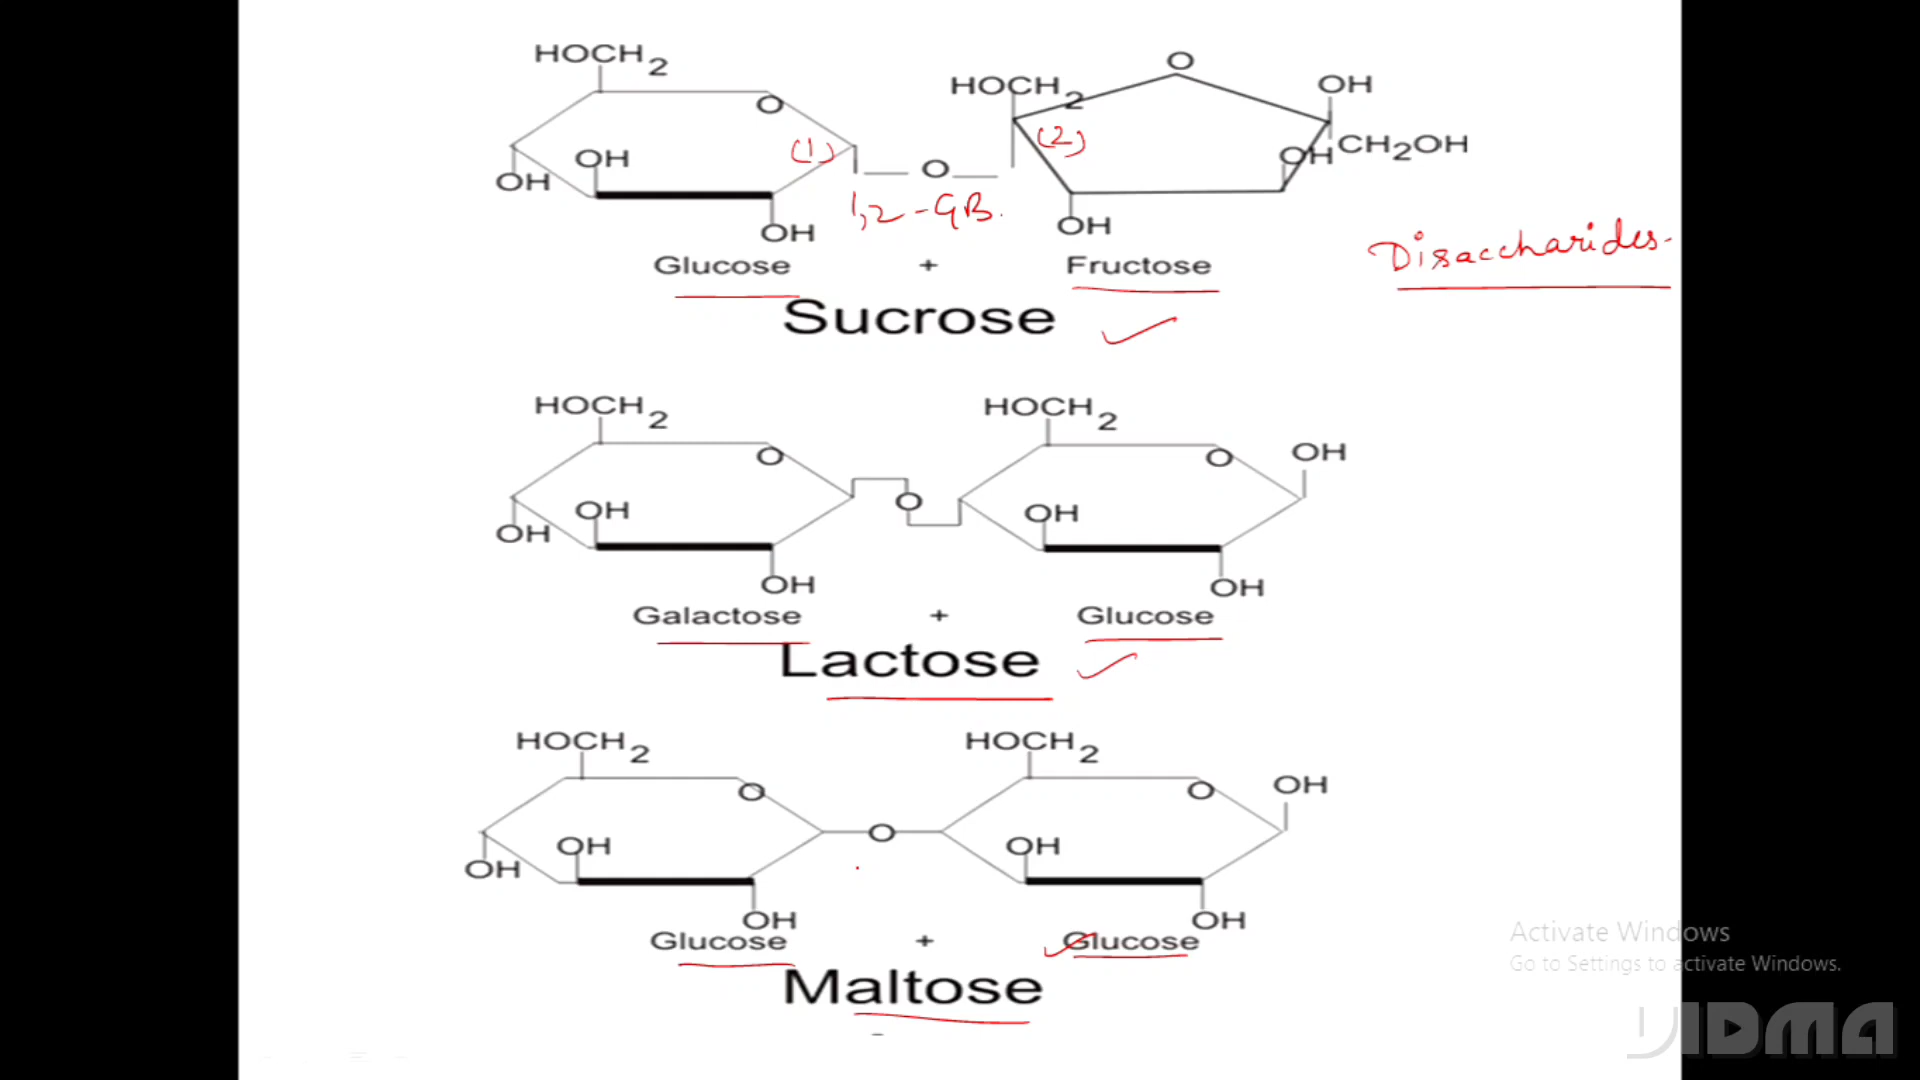 HOCH2
O
HOCH2
O
OH
(1)
(2)
OH
OH
O
OH
CH2OH
1,2-GB.
OH
OH
Glucose + Fructose
Disaccharides-
Sucrose
HOCH2
HOCH2
O
O
OH
OH
O
OH
OH
OH
OH
Galactose + Glucose
Lactose
HOCH2
HOCH2
O
O
OH
OH
O
OH
OH
OH
OH
Glucose + Glucose
Maltose
Activate Windows
Go to Settings to activate Windows.
VIDMA